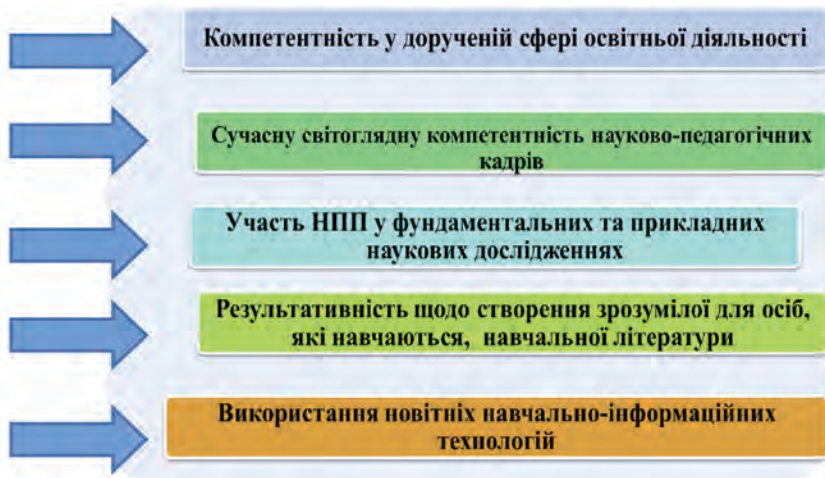 Компетентність у дорученій сфері освітньої діяльності
Сучасну світоглядну компетентність науково-педагогічних
кадрів
Участь НПП у фундаментальних та прикладних
наукових дослідженнях
Результативність щодо створення зрозумілої для осіб,
які навчаються, навчальної літератури
Використання новітніх навчально-інформаційних
технологій